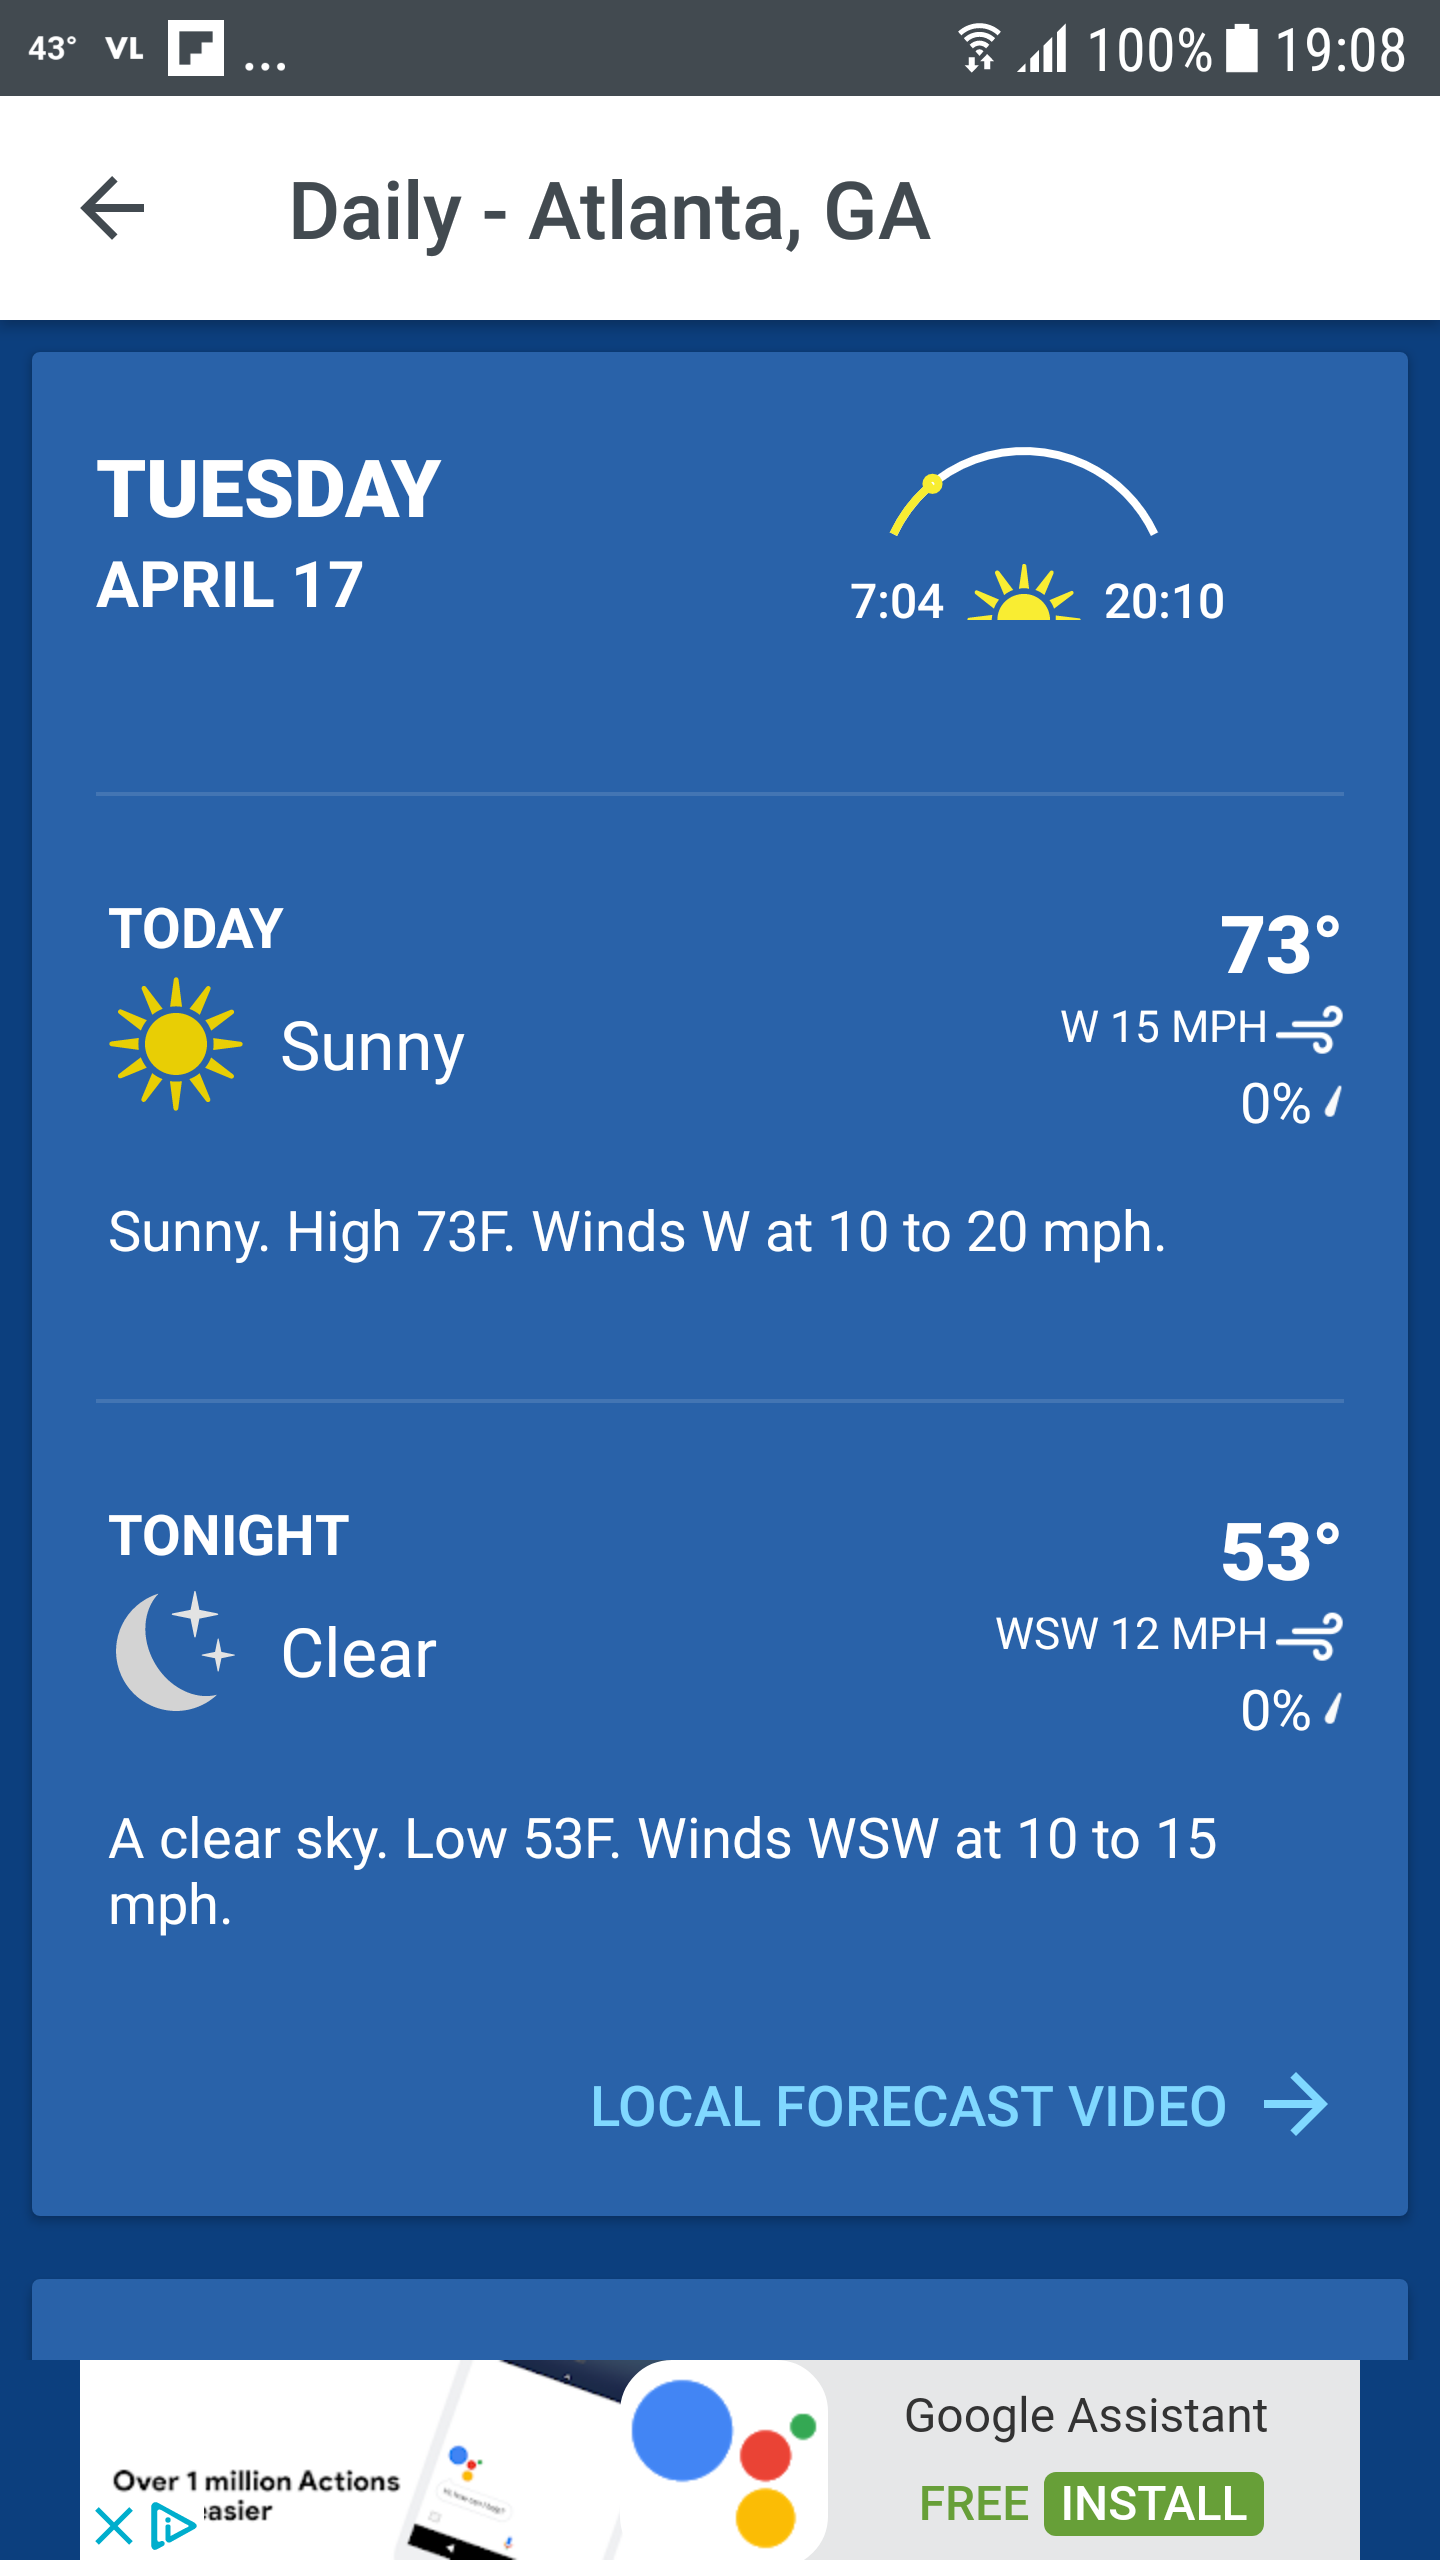 43° VL ... 100% 19:08
Daily - Atlanta, GA
TUESDAY
APRIL 17
7:04 20:10
TODAY
73°
Sunny
W 15 MPH
0%
Sunny. High 73F. Winds W at 10 to 20 mph.
TONIGHT
53°
Clear
WSW 12 MPH
0%
A clear sky. Low 53F. Winds WSW at 10 to 15
mph.
LOCAL FORECAST VIDEO
Over 1 million Actions
easier
Google Assistant
FREE INSTALL